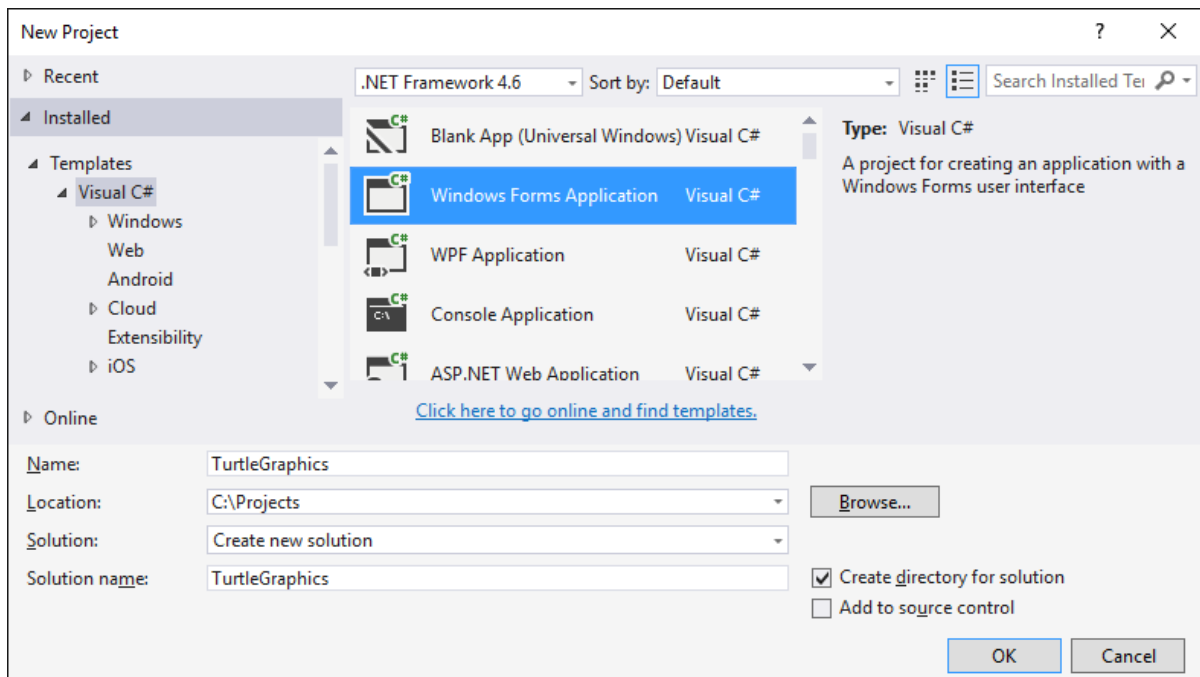 New Project
?
Recent
.NET Framework 4.6
Sort by: Default
Search Installed Te
Installed
Templates
Visual C#
Windows
Web
Android
Cloud
Extensibility
iOS
Online
C# Blank App (Universal Windows) Visual C#
C# Windows Forms Application Visual C#
C# WPF Application Visual C#
C# C:\ Console Application Visual C#
C# ASP.NET Web Application Visual C#
Click here to go online and find templates.
Type: Visual C#
A project for creating an application with a
Windows Forms user interface
Name: TurtleGraphics
Location: C:\Projects
Browse...
Solution: Create new solution
Solution name: TurtleGraphics
Create directory for solution
Add to source control
OK
Cancel